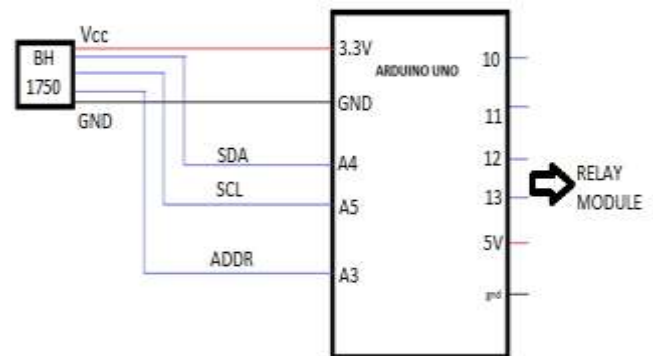 Vcc
BH
1750
GND
SDA
SCL
ADDR
3.3V
GND
A4
A5
A3
ARDUINO UNO
10
11
12
13
5V
gnd
RELAY
MODULE